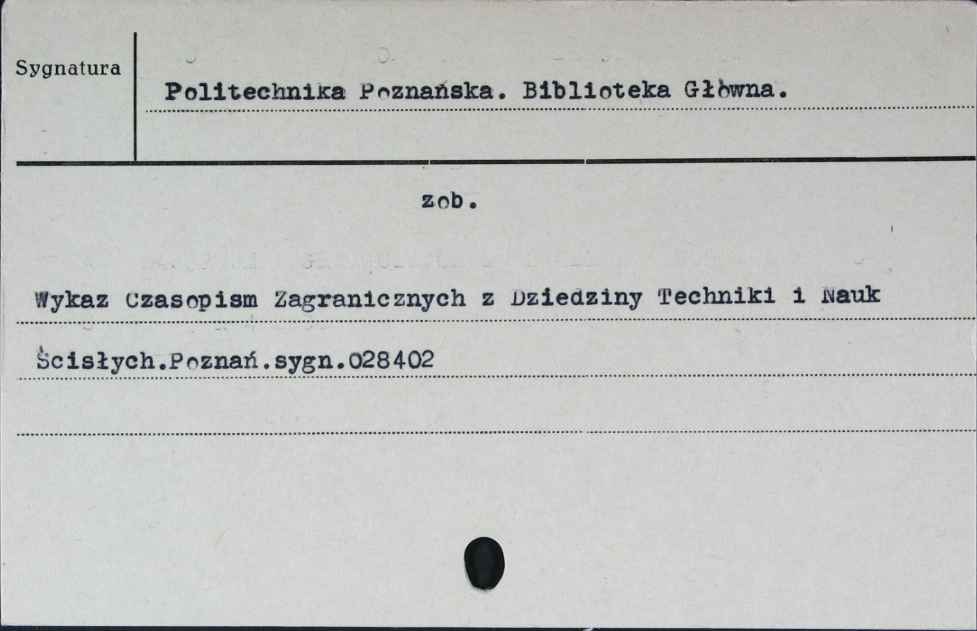 Sygnatura
Politechnika Poznańska. Biblioteka Główna.
zob.
Wykaz Czasopism Zagranicznych z Dziedziny Techniki i Nauk
Ścisłych.Poznań.sygn.028402